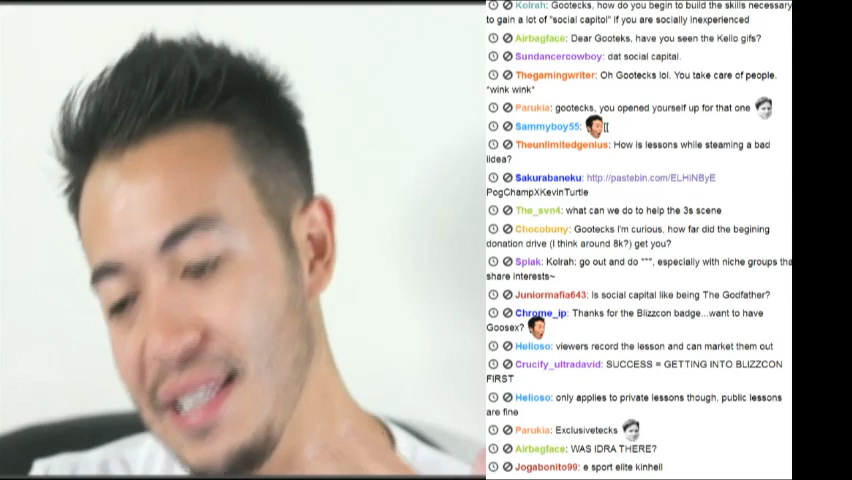 Kolrah: Gootecks, how do you begin to build the skills necessary
to gain a lot of "social capitol" if you are socially inexperienced
Airbagface: Dear Gooteks, have you seen the Kello gifs?
Sundancercowboy: dat social capital.
Thegamingwriter: Oh Gootecks lol. You take care of people.
*wink wink*
Parukia: gootecks, you opened yourself up for that one
Sammyboy55: [[
Theunlimitedgenius: How is lessons while steaming a bad
idea?
Sakurabaneku: http://pastebin.com/ELHiNByE
PogChampXKevinTurtle
The_svn4: what can we do to help the 3s scene
Chocobuny: Gootecks I'm curious, how far did the begining
donation drive (I think around 8k?) get you?
Splak: Kolrah: go out and do ***, especially with niche groups tha
share interests~
Juniormafia643: Is social capital like being The Godfather?
Chrome_ip: Thanks for the Blizzcon badge...want to have
Goosex?
Helioso: viewers record the lesson and can market them out
Crucify_ultradavid: SUCCESS = GETTING INTO BLIZZCON
FIRST
Helioso: only applies to private lessons though, public lessons
are fine
Parukia: Exclusivetecks
Airbagface: WAS IDRA THERE?
Jogabonito99: e sport elite kinhell